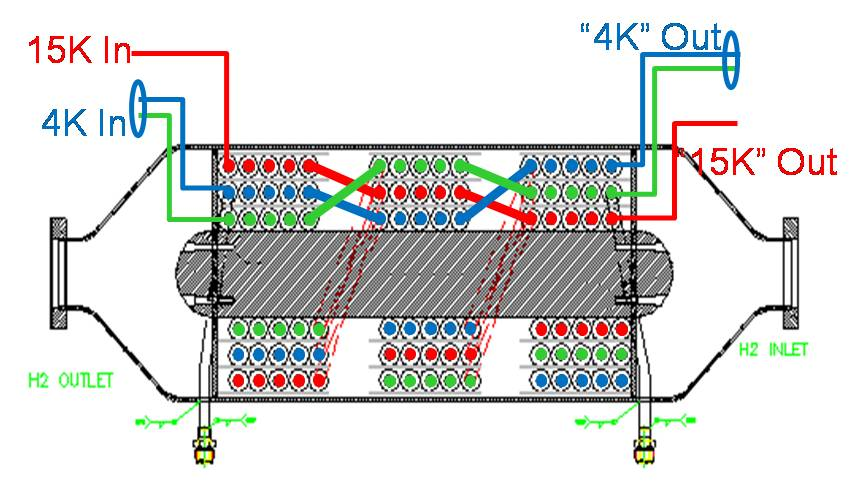 15K In
4K In
“4K” Out
15K” Out
H2 OUTLET
H2 INLET